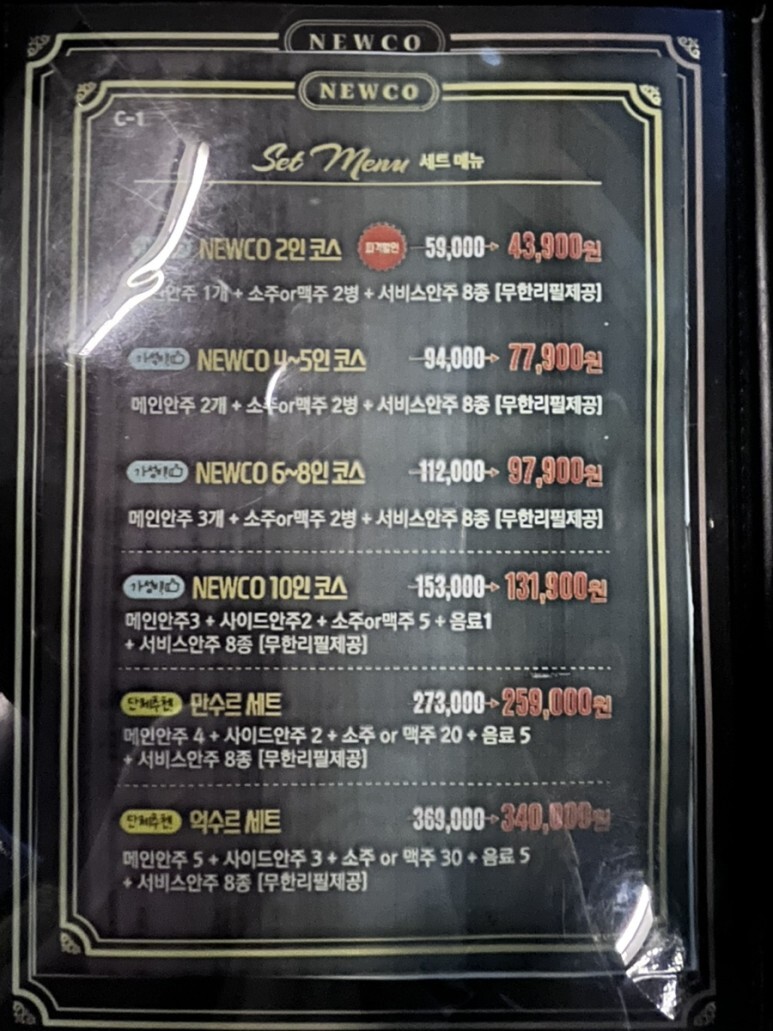 NEWCO
NEWCO
C-1
Set Menu 세트 메뉴
NEWCO 2인 코스 파격할인 59,000 → 43,900원
안주 1개 + 소주or맥주 2병 + 서비스안주 8종 [무한리필제공]
가성비 NEWCO 4~5인 코스 94,000 → 77,900원
메인안주 2개 + 소주or맥주 2병 + 서비스안주 8종 [무한리필제공]
가성비 NEWCO 6~8인 코스 112,000 → 97,900원
메인안주 3개 + 소주or맥주 2병 + 서비스안주 8종 [무한리필제공]
가성비 NEWCO 10인 코스 153,000 → 131,900원
메인안주3 + 사이드안주2 + 소주or맥주 5 + 음료1
+ 서비스안주 8종 [무한리필제공]
단체추천 만수르 세트 273,000 → 259,000원
메인안주 4 + 사이드안주 2 + 소주 or 맥주 20 + 음료 5
+ 서비스안주 8종 [무한리필제공]
단체추천 억수르 세트 369,000 → 340,000원
메인안주 5 + 사이드안주 3 + 소주 or 맥주 30 + 음료 5
+ 서비스안주 8종 [무한리필제공]